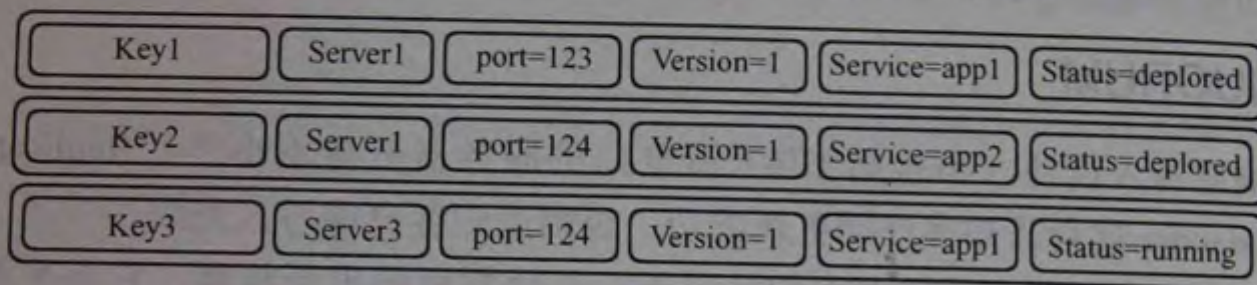 Key1 Server1 port=123 Version=1 Service=app1 Status=deplored
Key2 Server1 port=124 Version=1 Service=app2 Status=deplored
Key3 Server3 port=124 Version=1 Service=app1 Status=running